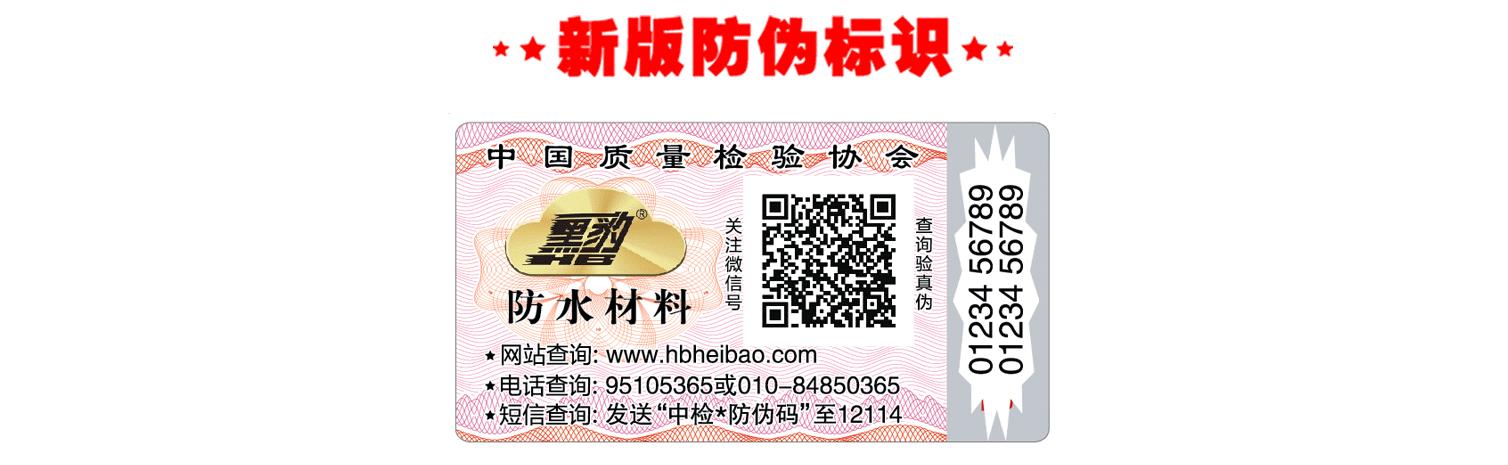 ★★新版防伪标识★★
中国质量检验协会
黑豹®
HB
防水材料
关注微信号
查询验真伪
★网站查询: www.hbheibao.com
★电话查询: 95105365或010-84850365
★短信查询: 发送“中检*防伪码”至12114
01234 56789
01234 56789